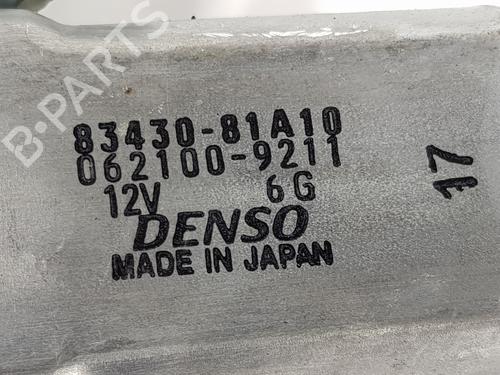 B-PARTS
83430-81A10
062100-9211
12V 6G
DENSO
MADE IN JAPAN
17